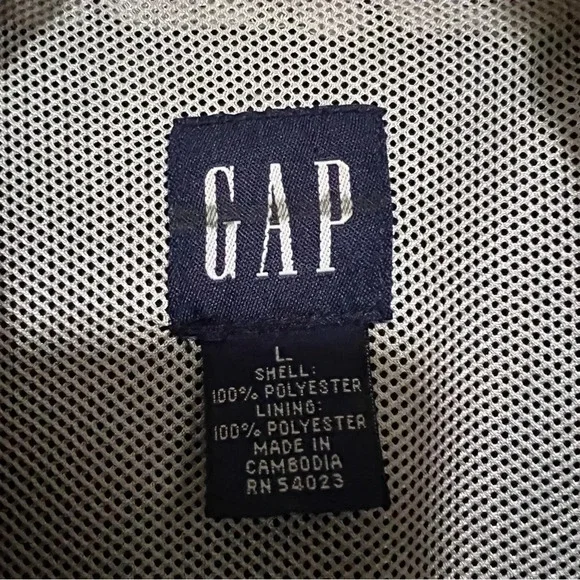 GAP
L
SHELL:
100% POLYESTER
LINING:
100% POLYESTER
MADE IN
CAMBODIA
RN 54023